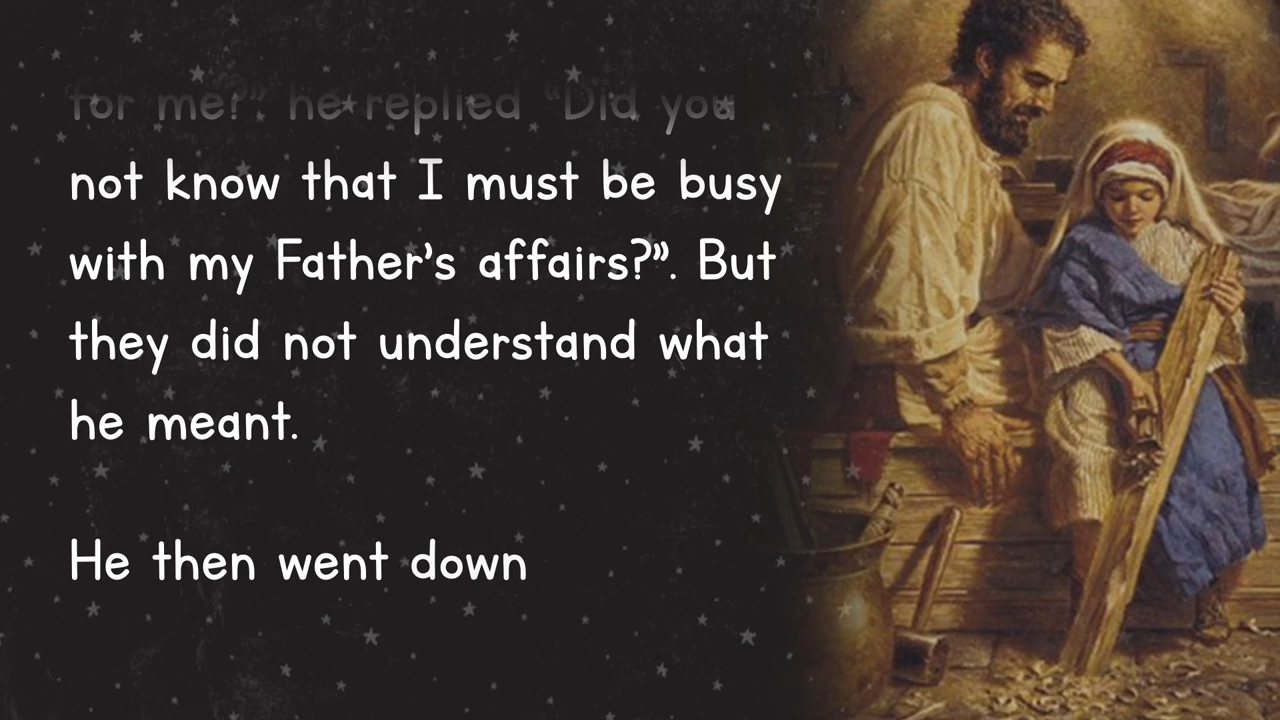 for me?” he replied “Did you
not know that I must be busy
with my Father’s affairs?”. But
they did not understand what
he meant.
He then went down